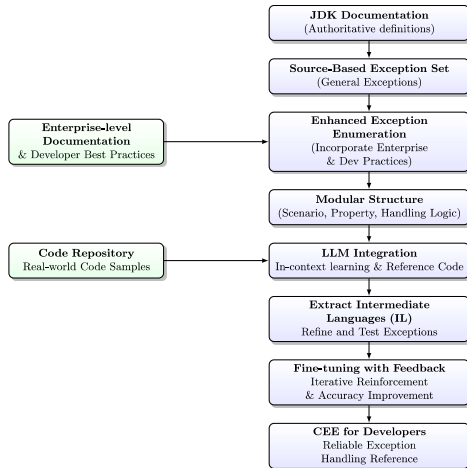 JDK Documentation
(Authoritative definitions)
Source-Based Exception Set
(General Exceptions)
Enterprise-level
Documentation
& Developer Best Practices
Enhanced Exception
Enumeration
(Incorporate Enterprise
& Dev Practices)
Modular Structure
(Scenario, Property, Handling Logic)
Code Repository
Real-world Code Samples
LLM Integration
In-context learning & Reference Code
Extract Intermediate
Languages (IL)
Refine and Test Exceptions
Fine-tuning with Feedback
Iterative Reinforcement
& Accuracy Improvement
CEE for Developers
Reliable Exception
Handling Reference